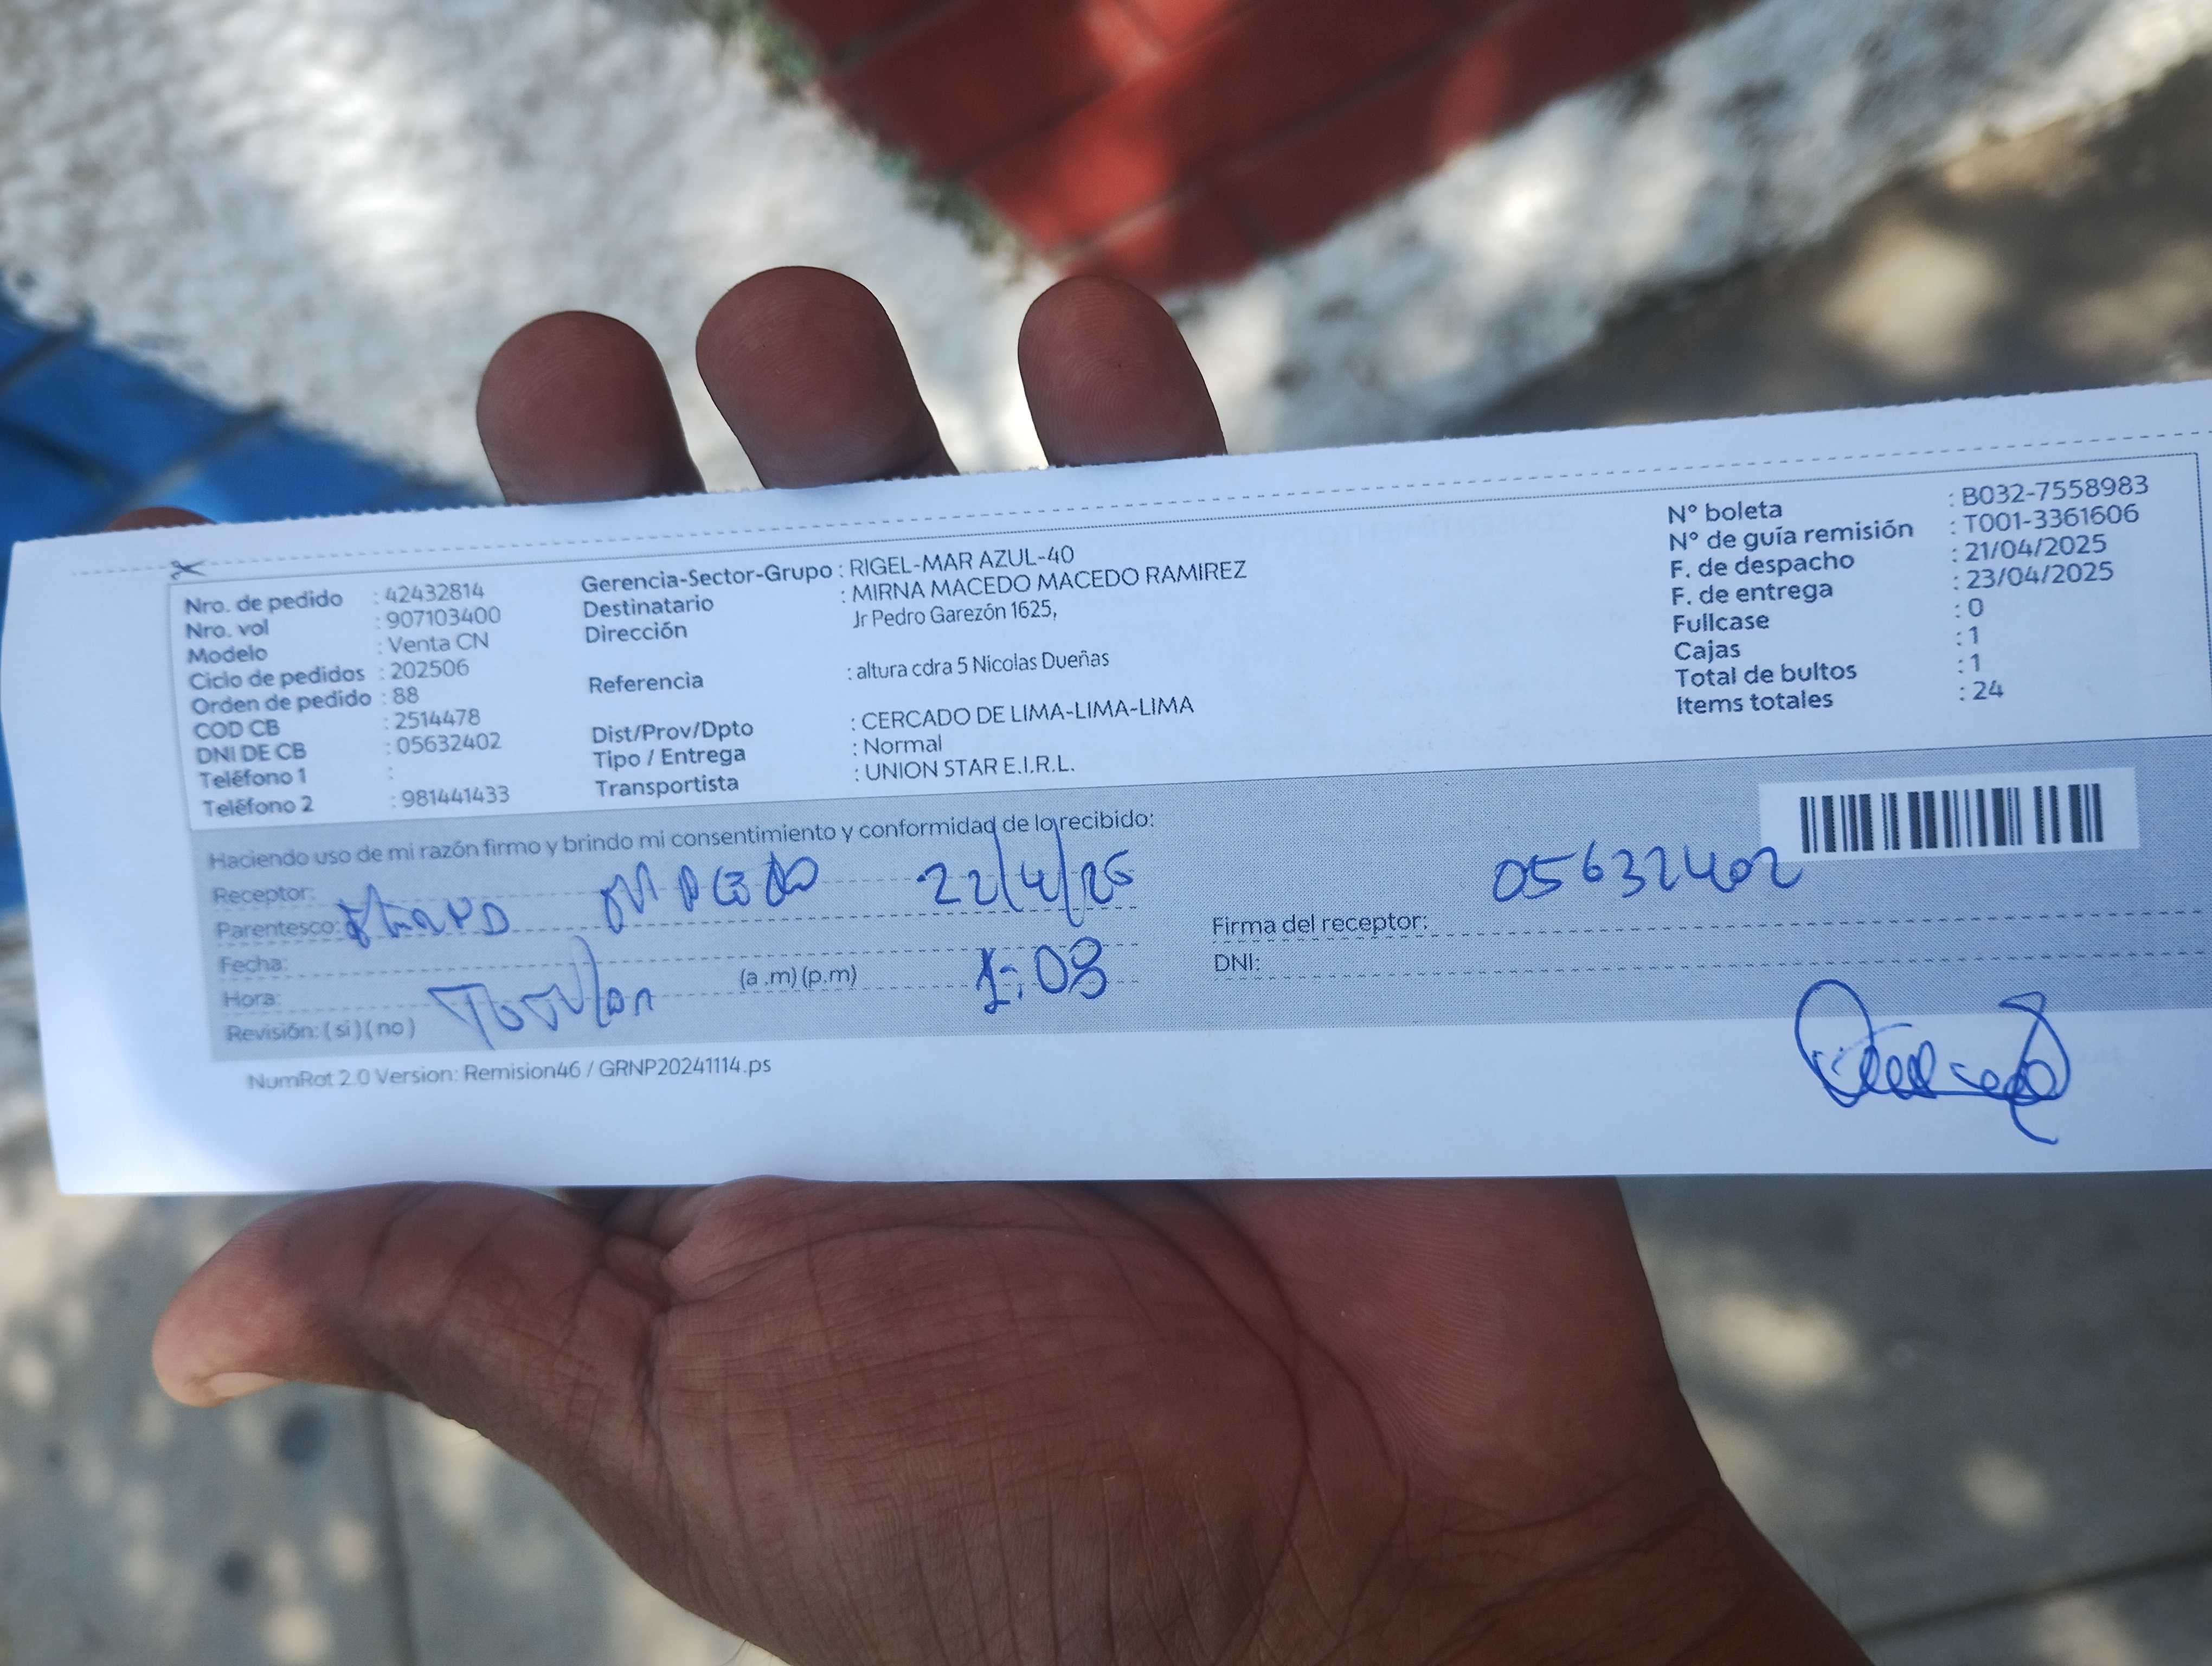 Nro. de pedido : 42432814
Nro. vol : 907103400
Modelo : Venta CN
Ciclo de pedidos : 202506
Orden de pedido : 88
COD CB : 2514478
DNI DE CB : 05632402
Teléfono 1 :
Teléfono 2 : 981441433
Gerencia-Sector-Grupo : RIGEL-MAR AZUL-40
Destinatario : MIRNA MACEDO MACEDO RAMIREZ
Dirección Jr Pedro Garezón 1625,
Referencia : altura cdra 5 Nicolas Dueñas
Dist/Prov/Dpto : CERCADO DE LIMA-LIMA-LIMA
Tipo / Entrega : Normal
Transportista : UNION STAR E.I.R.L.
N° boleta : B032-7558983
N° de guía remisión : T001-3361606
F. de despacho : 21/04/2025
F. de entrega : 23/04/2025
Fullcase : 0
Cajas : 1
Total de bultos : 1
Items totales : 24
Haciendo uso de mi razón firmo y brindo mi consentimiento y conformidad de lo recibido:
Receptor:
Parentesco: 22/4/25
Fecha:
Hora: (a .m) (p.m) 1:08
Revisión: ( si ) ( no )
05632402
Firma del receptor:
DNI:
NumRot 2.0 Version: Remision46 / GRNP20241114.ps